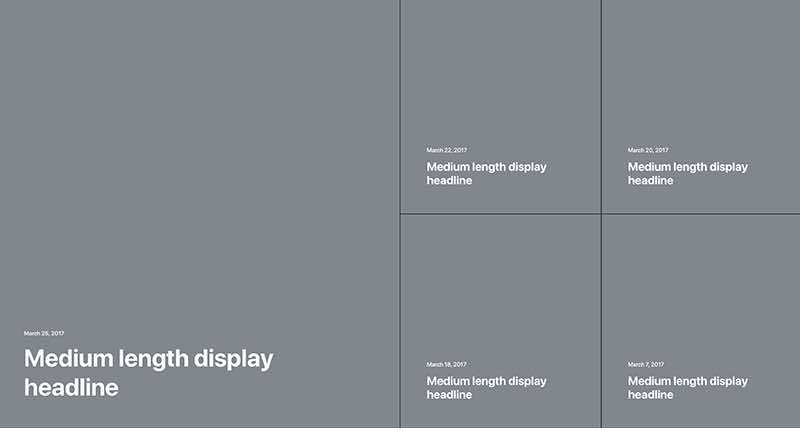 March 25, 2017
Medium length display
headline
March 22, 2017
Medium length display
headline
March 20, 2017
Medium length display
headline
March 18, 2017
Medium length display
headline
March 7, 2017
Medium length display
headline